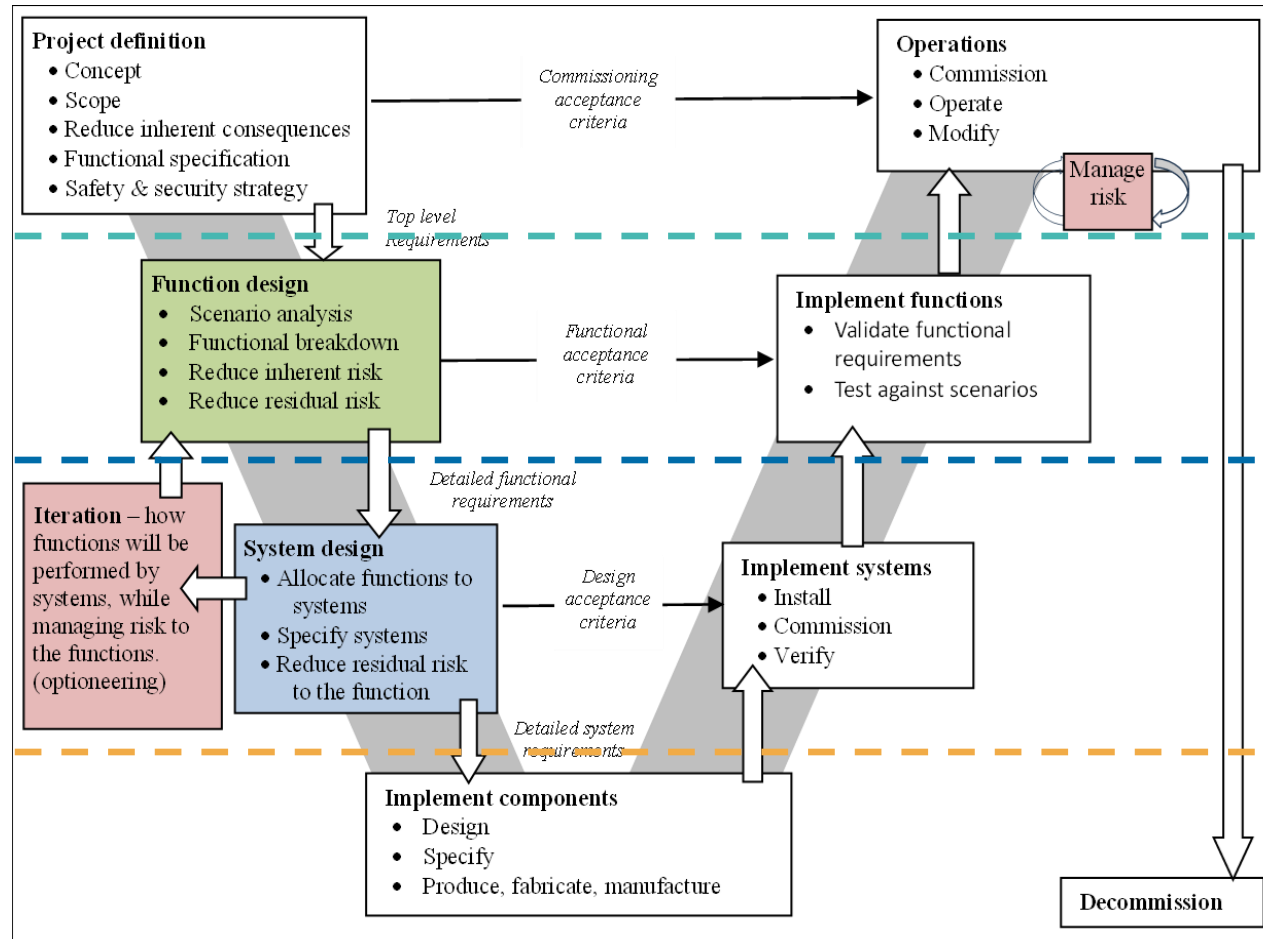 Project definition
• Concept
• Scope
• Reduce inherent consequences
• Functional specification
• Safety & security strategy
Commissioning
acceptance
criteria
Operations
• Commission
• Operate
• Modify
Manage
risk
Top level
Requirements
Function design
• Scenario analysis
• Functional breakdown
• Reduce inherent risk
• Reduce residual risk
Functional
acceptance
criteria
Implement functions
• Validate functional
requirements
• Test against scenarios
Detailed functional
requirements
Iteration – how
functions will be
performed by
systems, while
managing risk to
the functions.
(optioneering)
System design
• Allocate functions to
systems
• Specify systems
• Reduce residual risk
to the function
Design
acceptance
criteria
Implement systems
• Install
• Commission
• Verify
Detailed system
requirements
Implement components
• Design
• Specify
• Produce, fabricate, manufacture
Decommission